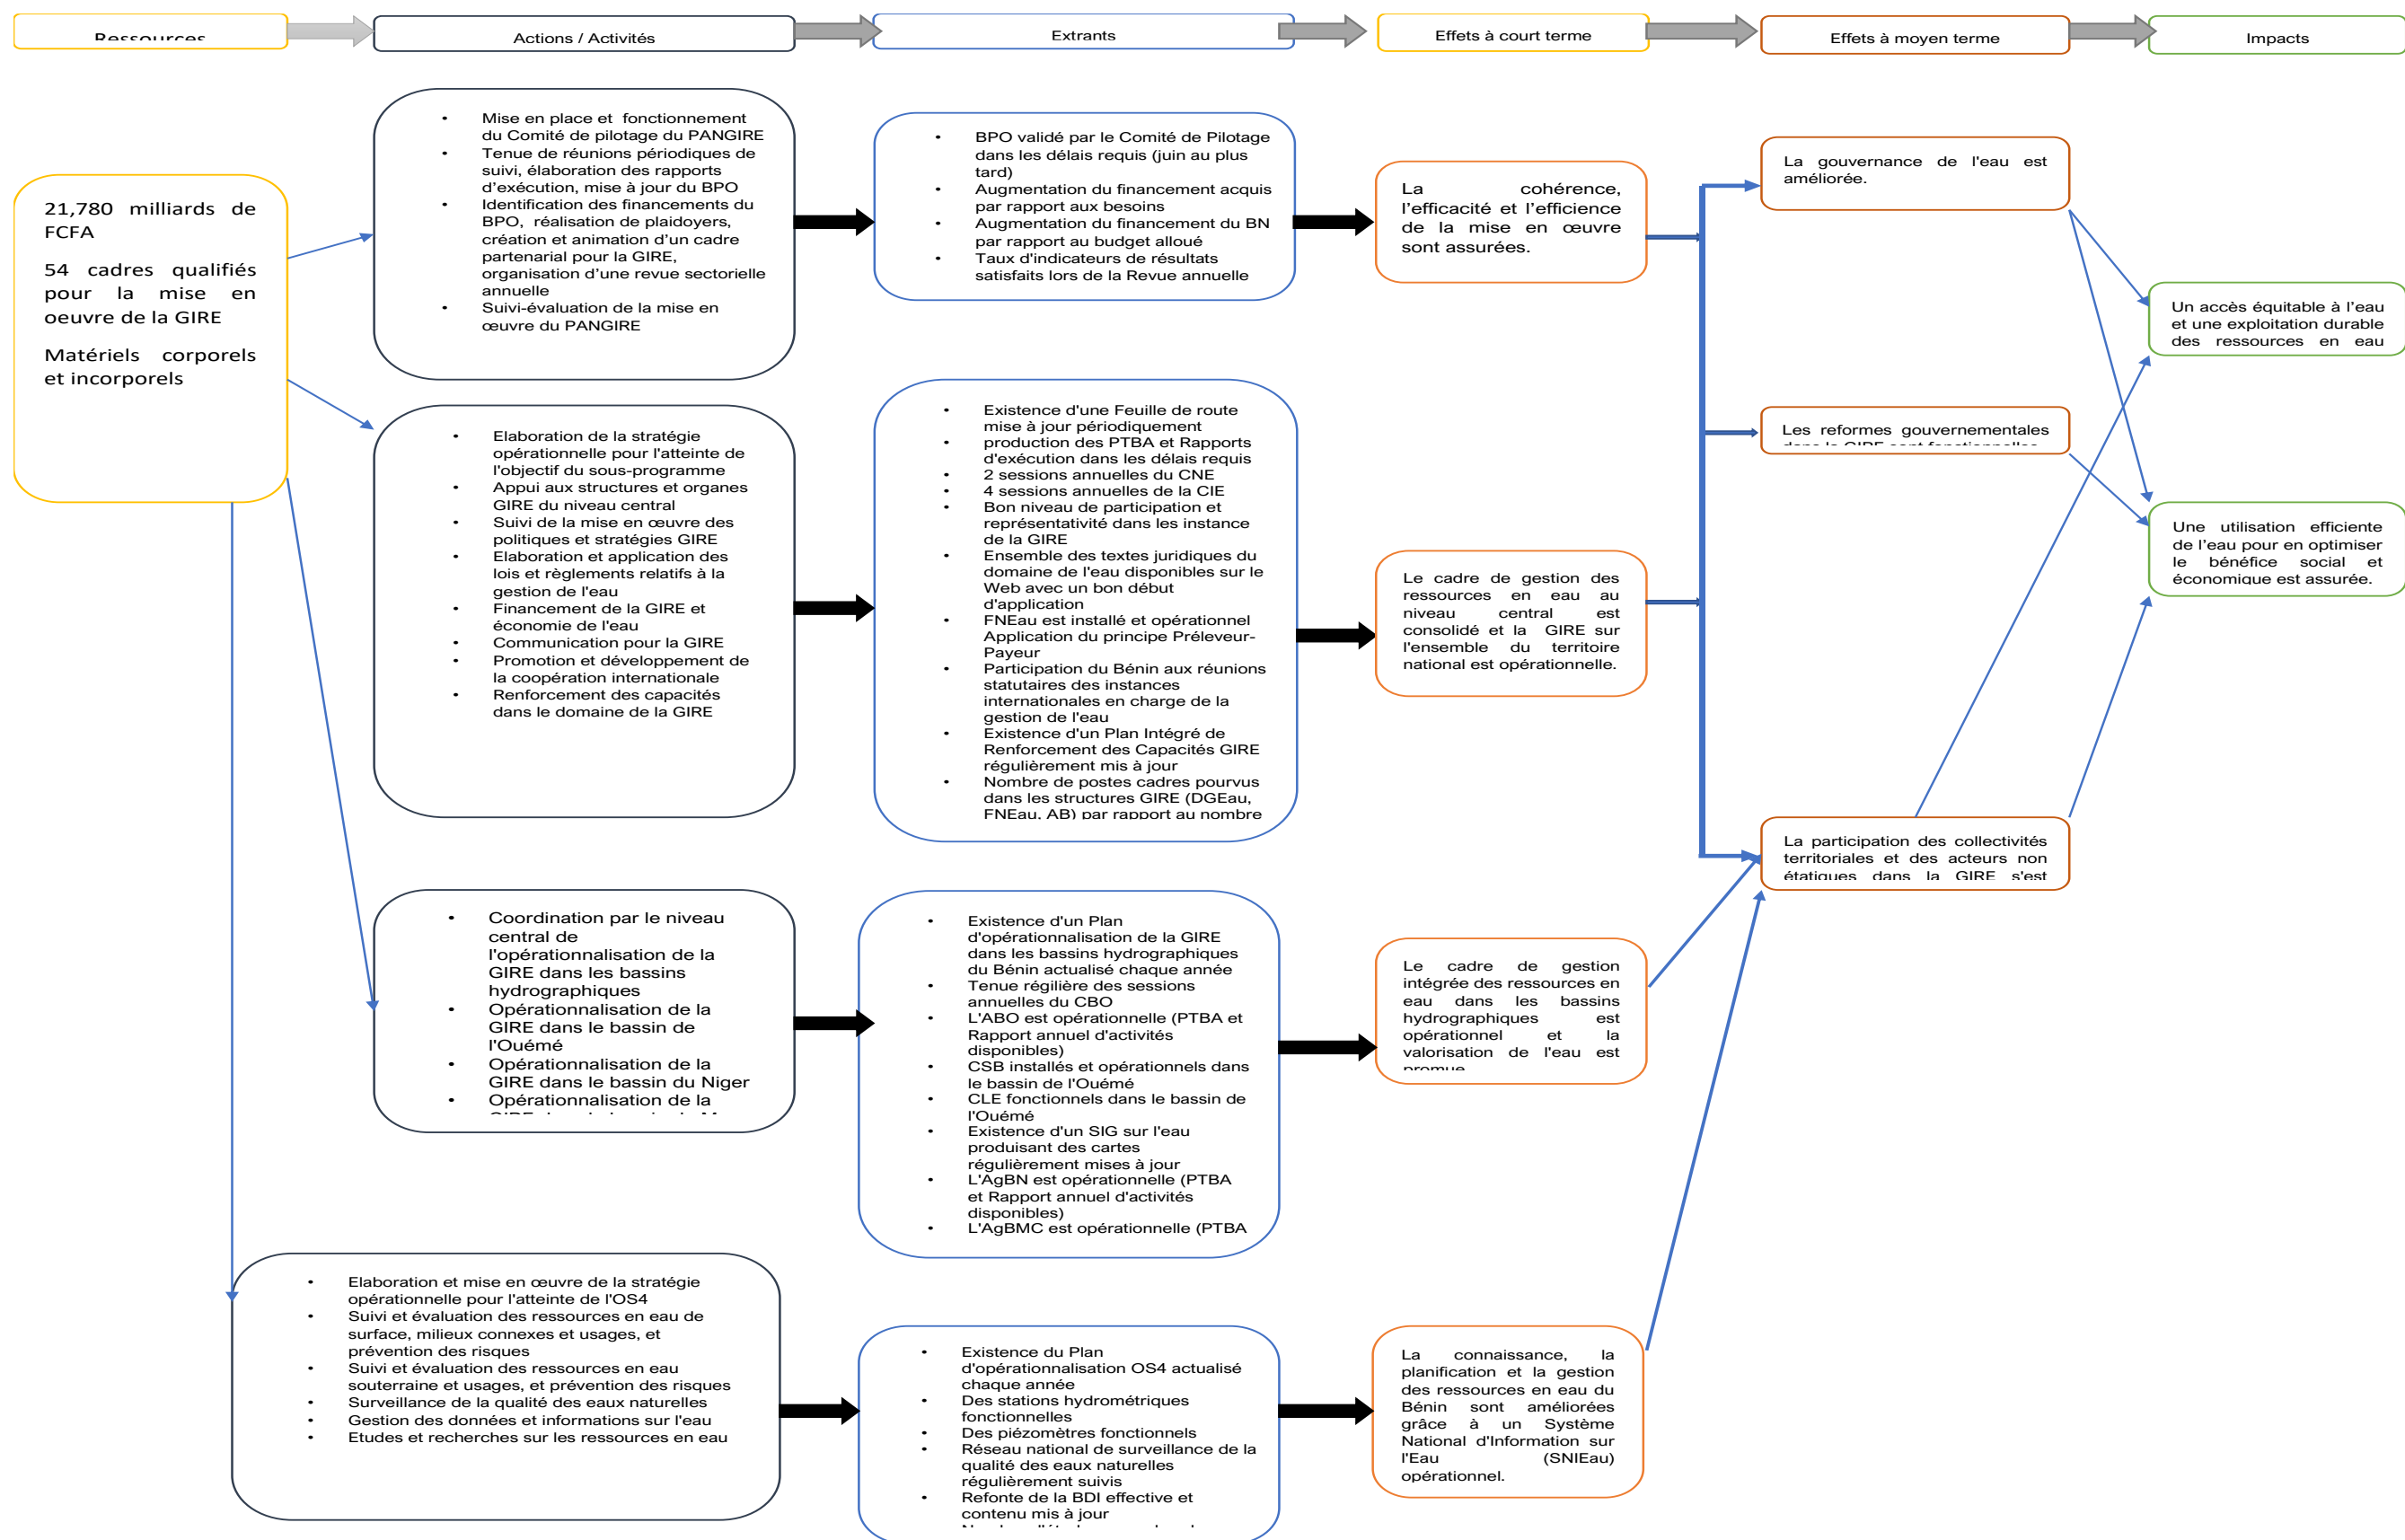 Ressources
Actions / Activités
Extrants
Effets à court terme
Effets à moyen terme
Impacts
21,780 milliards de
FCFA
54 cadres qualifiés
pour la mise en
oeuvre de la GIRE
Matériels corporels
et incorporels
• Mise en place et fonctionnement
du Comité de pilotage du PANGIRE
• Tenue de réunions périodiques de
suivi, élaboration des rapports
d’exécution, mise à jour du BPO
• Identification des financements du
BPO, réalisation de plaidoyers,
création et animation d’un cadre
partenarial pour la GIRE,
organisation d’une revue sectorielle
annuelle
• Suivi-évaluation de la mise en
œuvre du PANGIRE
• BPO validé par le Comité de Pilotage
dans les délais requis (juin au plus
tard)
• Augmentation du financement acquis
par rapport aux besoins
• Augmentation du financement du BN
par rapport au budget alloué
• Taux d'indicateurs de résultats
satisfaits lors de la Revue annuelle
La cohérence,
l’efficacité et l’efficience
de la mise en œuvre
sont assurées.
La gouvernance de l'eau est
améliorée.
Un accès équitable à l’eau
et une exploitation durable
des ressources en eau
• Elaboration de la stratégie
opérationnelle pour l'atteinte de
l'objectif du sous-programme
• Appui aux structures et organes
GIRE du niveau central
• Suivi de la mise en œuvre des
politiques et stratégies GIRE
• Elaboration et application des
lois et règlements relatifs à la
gestion de l'eau
• Financement de la GIRE et
économie de l'eau
• Communication pour la GIRE
• Promotion et développement de
la coopération internationale
• Renforcement des capacités
dans le domaine de la GIRE
• Existence d'une Feuille de route
mise à jour périodiquement
• production des PTBA et Rapports
d'exécution dans les délais requis
• 2 sessions annuelles du CNE
• 4 sessions annuelles de la CIE
• Bon niveau de participation et
représentativité dans les instance
de la GIRE
• Ensemble des textes juridiques du
domaine de l'eau disponibles sur le
Web avec un bon début
d'application
• FNEau est installé et opérationnel
Application du principe Préleveur-
Payeur
• Participation du Bénin aux réunions
statutaires des instances
internationales en charge de la
gestion de l'eau
• Existence d'un Plan Intégré de
Renforcement des Capacités GIRE
régulièrement mis à jour
• Nombre de postes cadres pourvus
dans les structures GIRE (DGEau,
FNEau, AB) par rapport au nombre
Le cadre de gestion des
ressources en eau au
niveau central est
consolidé et la GIRE sur
l'ensemble du territoire
national est opérationnelle.
Les reformes gouvernementales
dans la GIRE sont fonctionnelles
Une utilisation efficiente
de l’eau pour en optimiser
le bénéfice social et
économique est assurée.
La participation des collectivités
territoriales et des acteurs non
étatiques dans la GIRE s'est
• Coordination par le niveau
central de
l'opérationnalisation de la
GIRE dans les bassins
hydrographiques
• Opérationnalisation de la
GIRE dans le bassin de
l'Ouémé
• Opérationnalisation de la
GIRE dans le bassin du Niger
• Opérationnalisation de la
• Existence d'un Plan
d'opérationnalisation de la GIRE
dans les bassins hydrographiques
du Bénin actualisé chaque année
• Tenue régilière des sessions
annuelles du CBO
• L'ABO est opérationnelle (PTBA et
Rapport annuel d'activités
disponibles)
• CSB installés et opérationnels dans
le bassin de l'Ouémé
• CLE fonctionnels dans le bassin de
l'Ouémé
• Existence d'un SIG sur l'eau
produisant des cartes
régulièrement mises à jour
• L'AgBN est opérationnelle (PTBA
et Rapport annuel d'activités
disponibles)
• L'AgBMC est opérationnelle (PTBA
Le cadre de gestion
intégrée des ressources en
eau dans les bassins
hydrographiques est
opérationnel et la
valorisation de l'eau est
promue
• Elaboration et mise en œuvre de la stratégie
opérationnelle pour l'atteinte de l'OS4
• Suivi et évaluation des ressources en eau de
surface, milieux connexes et usages, et
prévention des risques
• Suivi et évaluation des ressources en eau
souterraine et usages, et prévention des risques
• Surveillance de la qualité des eaux naturelles
• Gestion des données et informations sur l'eau
• Etudes et recherches sur les ressources en eau
• Existence du Plan
d'opérationnalisation OS4 actualisé
chaque année
• Des stations hydrométriques
fonctionnelles
• Des piézomètres fonctionnels
• Réseau national de surveillance de la
qualité des eaux naturelles
régulièrement suivis
• Refonte de la BDI effective et
contenu mis à jour
La connaissance, la
planification et la gestion
des ressources en eau du
Bénin sont améliorées
grâce à un Système
National d'Information sur
l'Eau (SNIEau)
opérationnel.